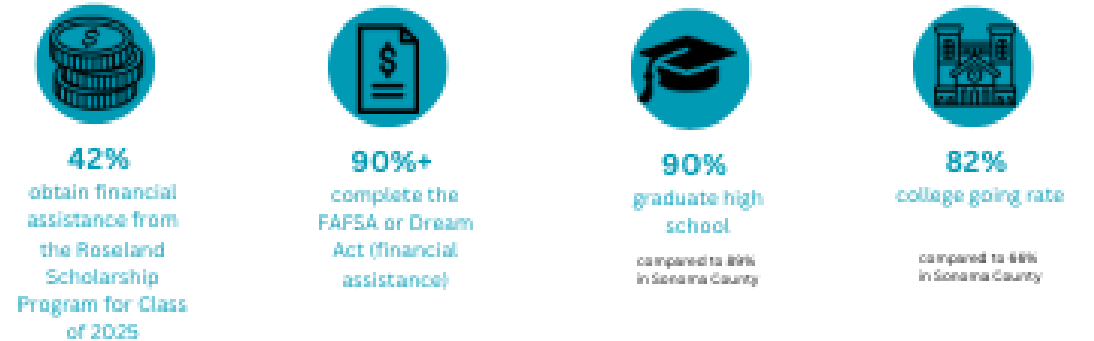 42%
obtain financial
assistance from
the Roseland
Scholarship
Program for Class
of 2025
90%+
complete the
FAFSA or Dream
Act (financial
assistance)
90%
graduate high
school
compared to 89%
in Sonoma County
82%
college going rate
compared to 66%
in Sonoma County